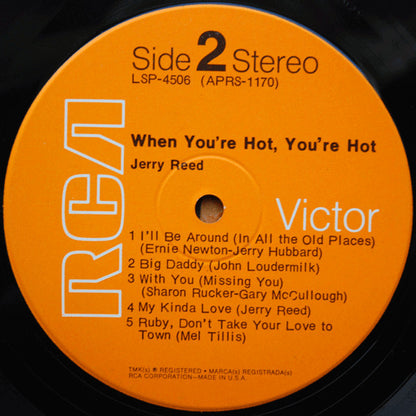 Side 2 Stereo
LSP-4506 (APRS-1170)
RCA
When You're Hot, You're Hot
Jerry Reed
Victor
1 I'll Be Around (In All the Old Places)
(Ernie Newton-Jerry Hubbard)
2 Big Daddy (John Loudermilk)
3 With You (Missing You)
(Sharon Rucker-Gary McCullough)
4 My Kinda Love (Jerry Reed)
5 Ruby, Don't Take Your Love to
Town (Mel Tillis)
TMK(s) ® REGISTERED • MARCA(s) REGISTRADA(s)
RCA CORPORATION—MADE IN U.S.A.